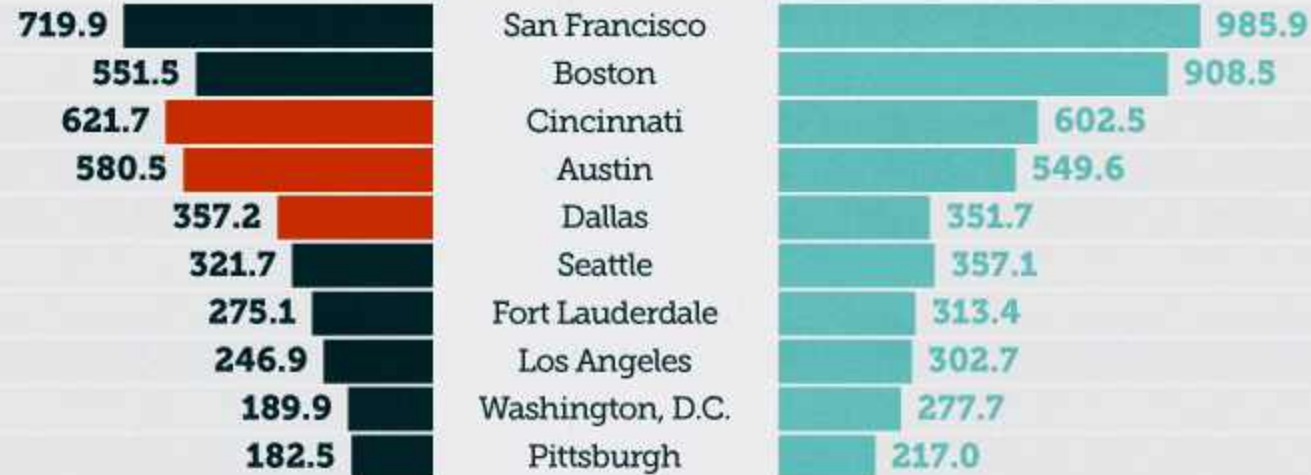 719.9 San Francisco 985.9
551.5 Boston 908.5
621.7 Cincinnati 602.5
580.5 Austin 549.6
357.2 Dallas 351.7
321.7 Seattle 357.1
275.1 Fort Lauderdale 313.4
246.9 Los Angeles 302.7
189.9 Washington, D.C. 277.7
182.5 Pittsburgh 217.0